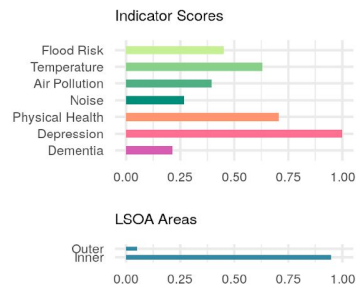 Indicator Scores
Flood Risk
Temperature
Air Pollution
Noise
Physical Health
Depression
Dementia
0.00 0.25 0.50 0.75 1.00
LSOA Areas
Outer
Inner
0.00 0.25 0.50 0.75 1.00